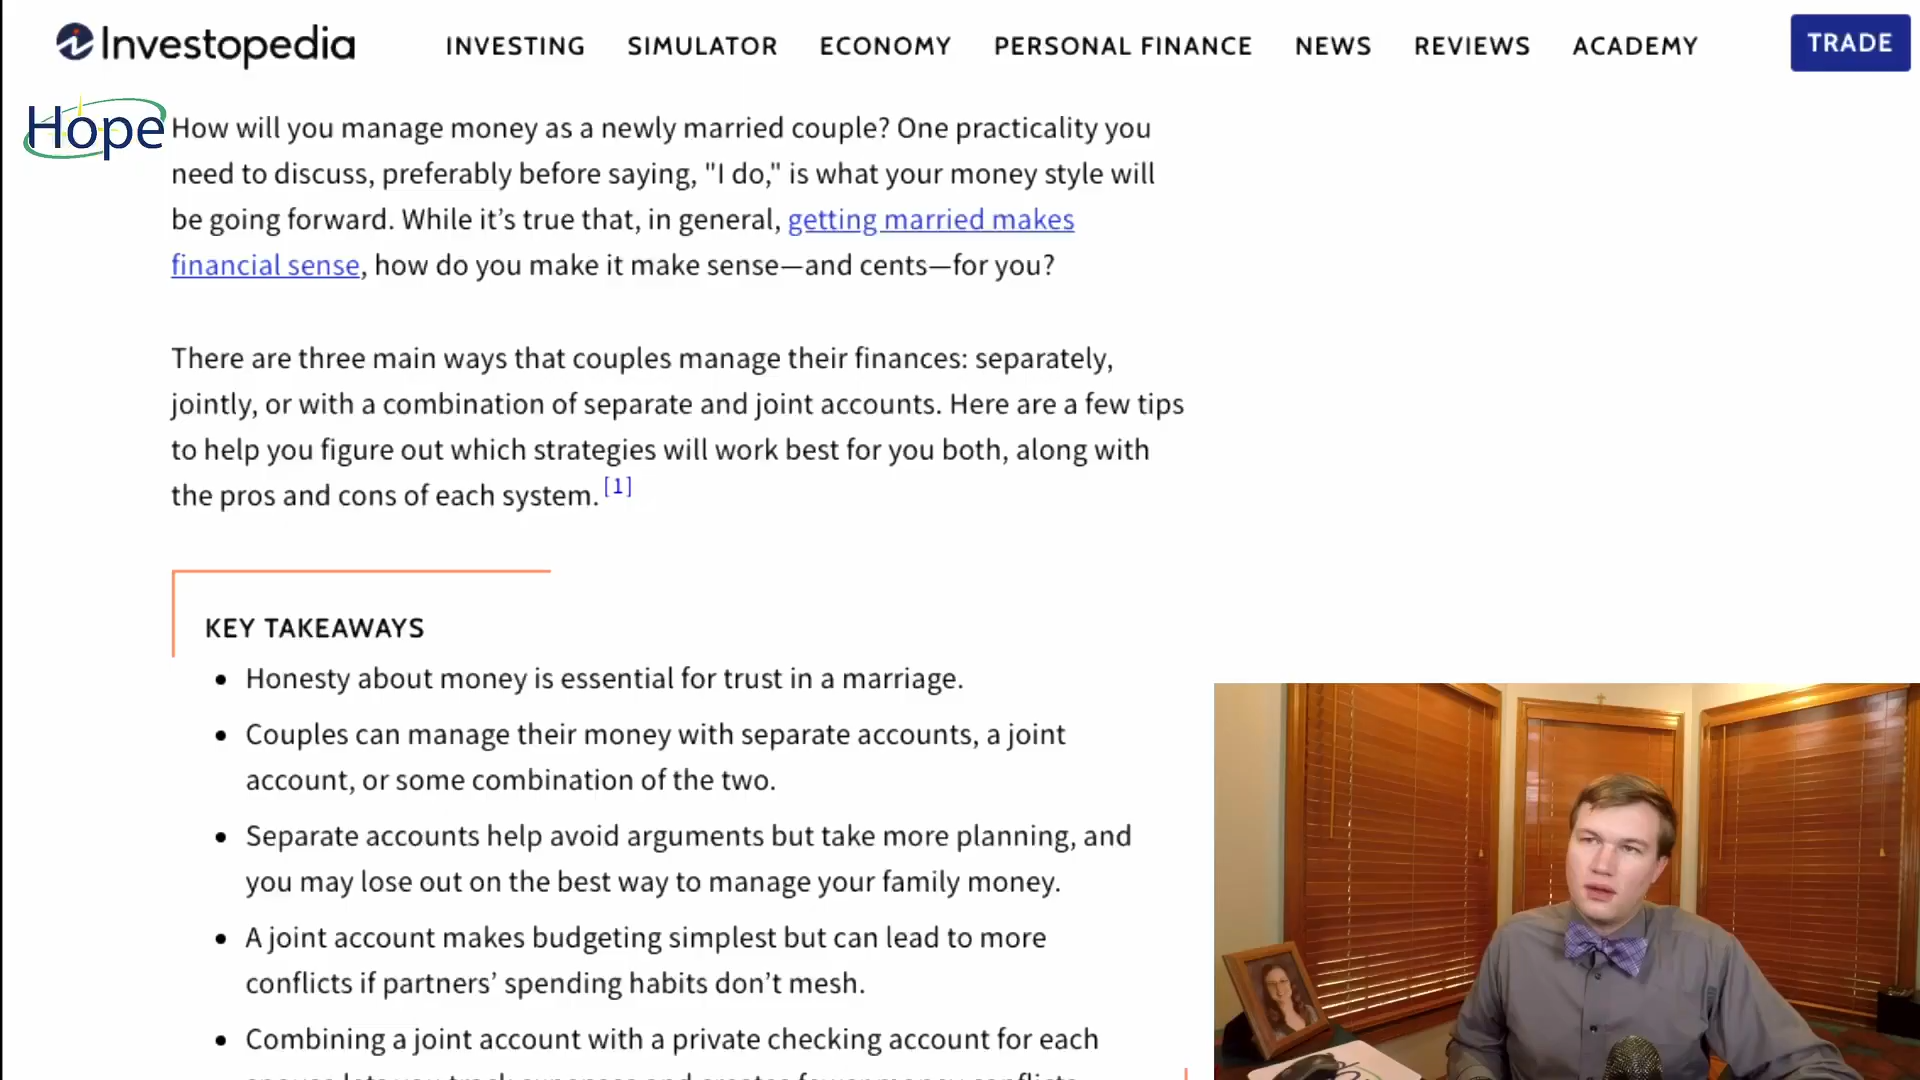 Investopedia
INVESTING SIMULATOR ECONOMY PERSONAL FINANCE NEWS REVIEWS ACADEMY TRADE
Hope
How will you manage money as a newly married couple? One practicality you
need to discuss, preferably before saying, "I do," is what your money style will
be going forward. While it’s true that, in general, getting married makes
financial sense, how do you make it make sense—and cents—for you?
There are three main ways that couples manage their finances: separately,
jointly, or with a combination of separate and joint accounts. Here are a few tips
to help you figure out which strategies will work best for you both, along with
the pros and cons of each system. [1]
KEY TAKEAWAYS
• Honesty about money is essential for trust in a marriage.
• Couples can manage their money with separate accounts, a joint
account, or some combination of the two.
• Separate accounts help avoid arguments but take more planning, and
you may lose out on the best way to manage your family money.
• A joint account makes budgeting simplest but can lead to more
conflicts if partners’ spending habits don’t mesh.
• Combining a joint account with a private checking account for each